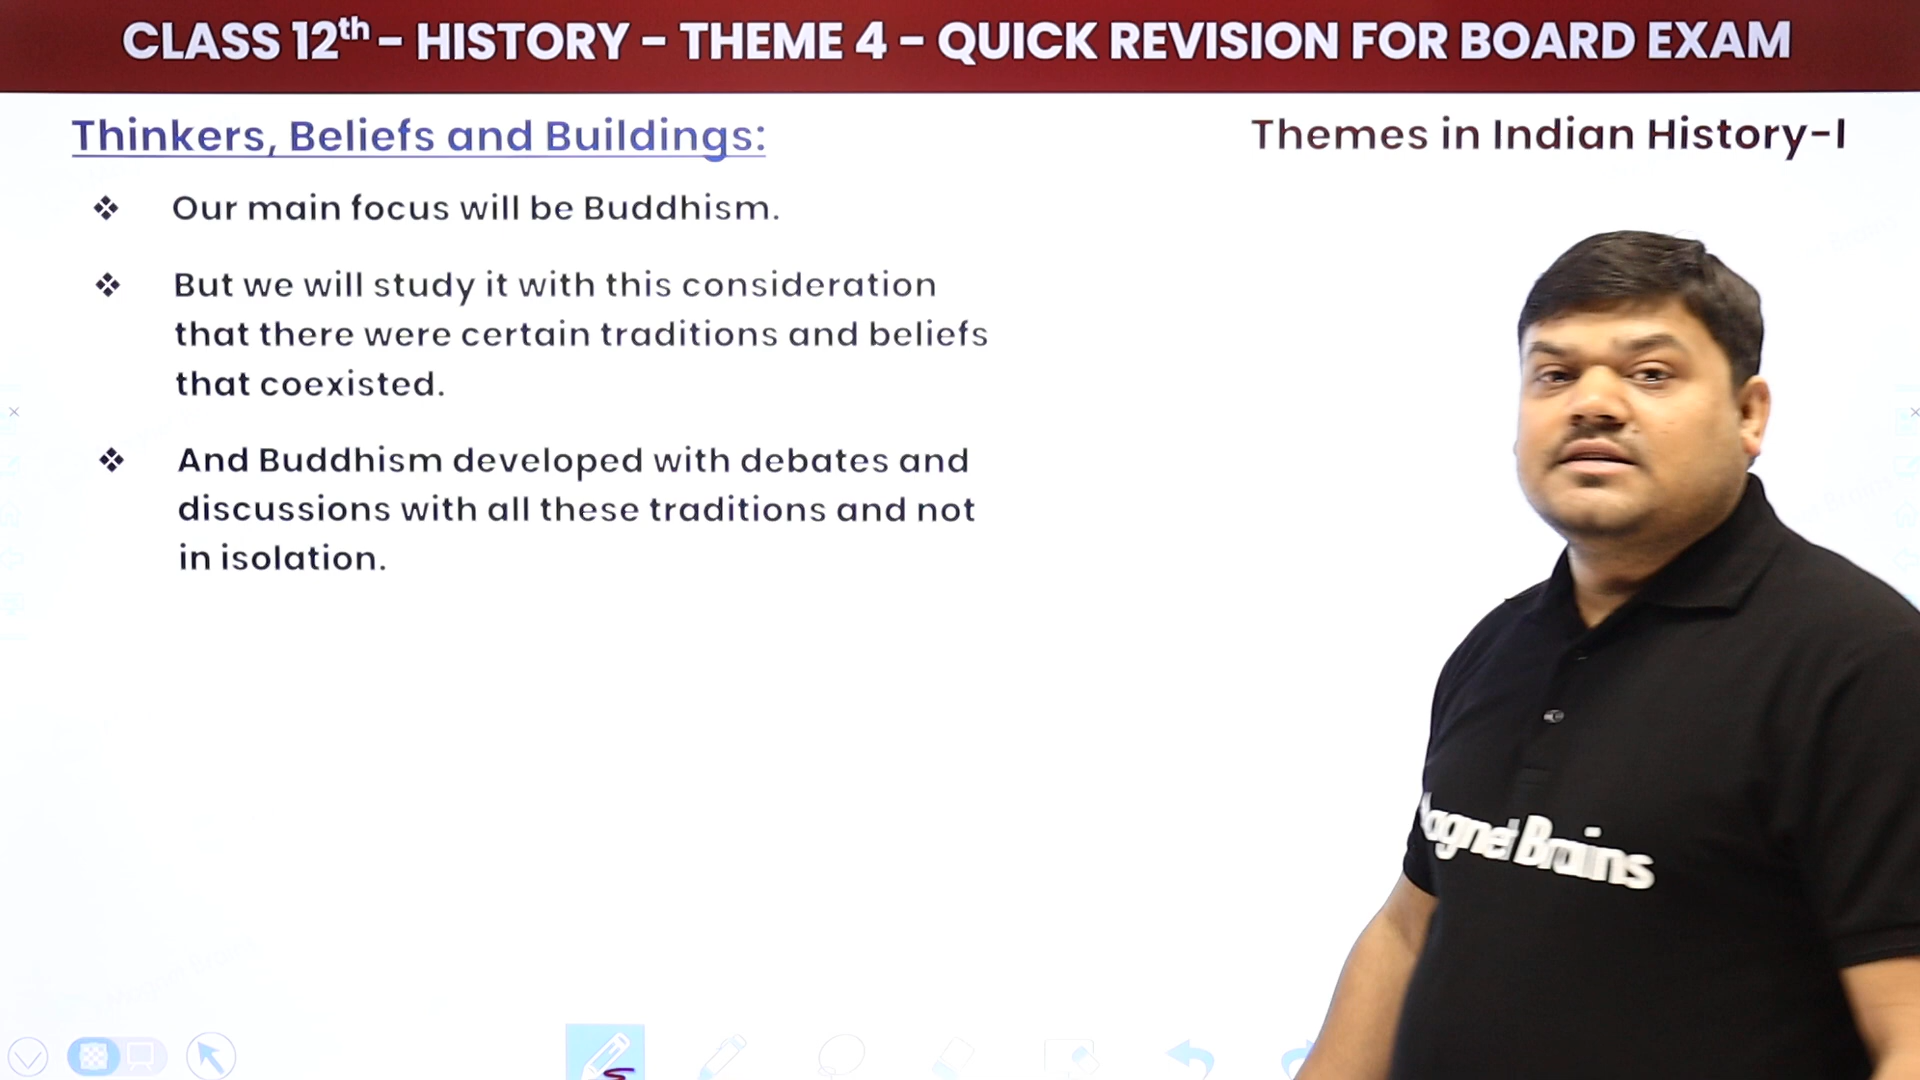 CLASS 12th - HISTORY - THEME 4 - QUICK REVISION FOR BOARD EXAM
Thinkers, Beliefs and Buildings:
Themes in Indian History-I
❖ Our main focus will be Buddhism.
❖ But we will study it with this consideration
that there were certain traditions and beliefs
that coexisted.
❖ And Buddhism developed with debates and
discussions with all these traditions and not
in isolation.
Magnet Brains